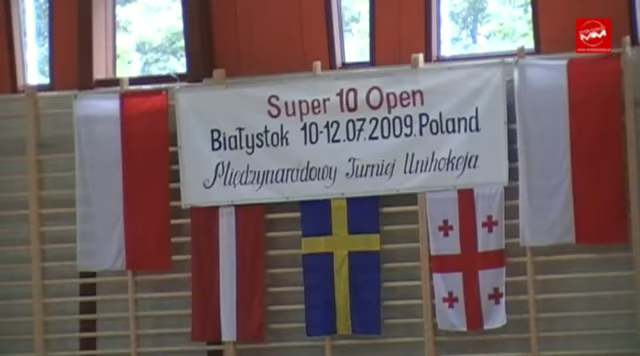 Super 10 Open
Białystok 10-12.07.2009.Poland
Międzynarodowy Turniej Unihokeja